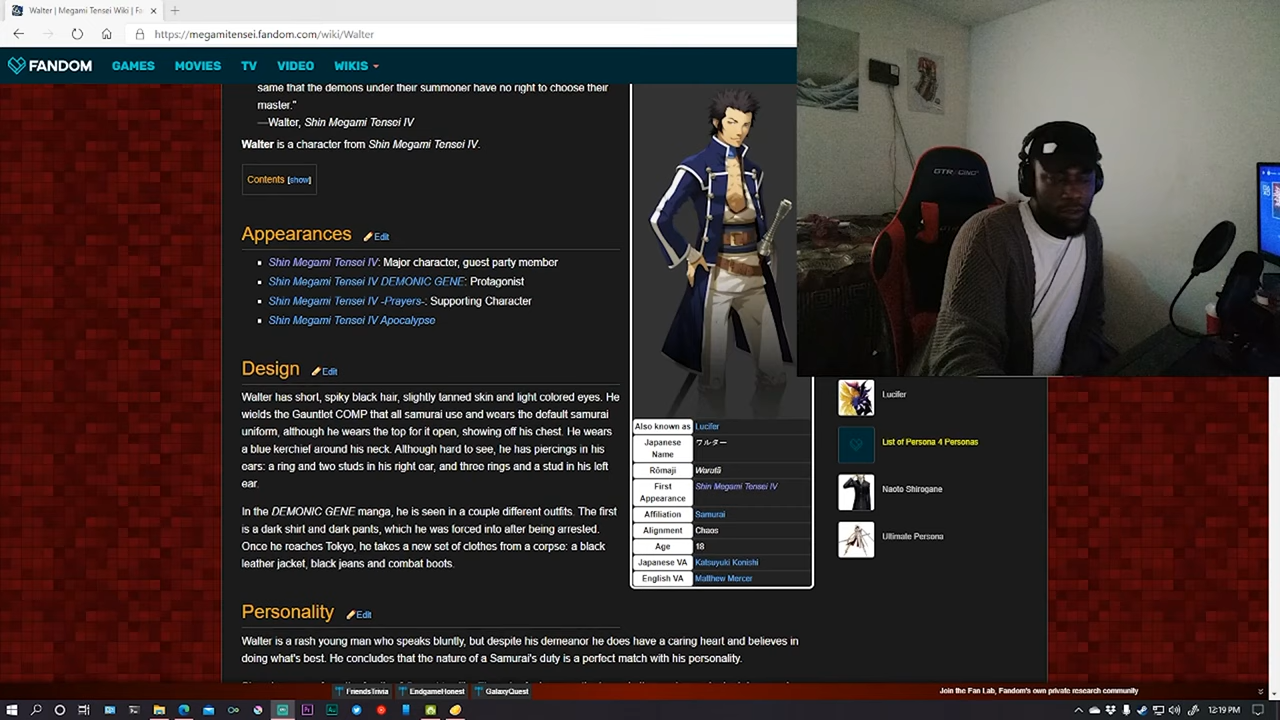 Walter | Megami Tensei Wiki | Fa
https://megamitensei.fandom.com/wiki/Walter
FANDOM
GAMES
MOVIES
TV
VIDEO
WIKIS
same that the demons under their summoner have no right to choose their
master."
—Walter, Shin Megami Tensei IV
Walter is a character from Shin Megami Tensei IV.
Contents [show]
Appearances Edit
Shin Megami Tensei IV: Major character, guest party member
Shin Megami Tensei IV DEMONIC GENE: Protagonist
Shin Megami Tensei IV -Prayers-: Supporting Character
Shin Megami Tensei IV Apocalypse
Design Edit
Walter has short, spiky black hair, slightly tanned skin and light colored eyes. He
wields the Gauntlet COMP that all samurai use and wears the default samurai
uniform, although he wears the top for it open, showing off his chest. He wears
a blue kerchief around his neck. Although hard to see, he has piercings in his
ears: a ring and two studs in his right ear, and three rings and a stud in his left
ear.
In the DEMONIC GENE manga, he is seen in a couple different outfits. The first
is a dark shirt and dark pants, which he was forced into after being arrested.
Once he reaches Tokyo, he takes a new set of clothes from a corpse: a black
leather jacket, black jeans and combat boots.
Personality Edit
Walter is a rash young man who speaks bluntly, but despite his demeanor he does have a caring heart and believes in
doing what's best. He concludes that the nature of a Samurai's duty is a perfect match with his personality.
Also known as Lucifer
Japanese Name ワルター
Rōmaji Warutā
First Appearance Shin Megami Tensei IV
Affiliation Samurai
Alignment Chaos
Age 18
Japanese VA Katsuyuki Konishi
English VA Matthew Mercer
GTRACING
Lucifer
List of Persona 4 Personas
Naoto Shirogane
Ultimate Persona
FriendsTrivia
EndgameHonest
GalaxyQuest
Join the Fan Lab, Fandom's own private research community
12:19 PM